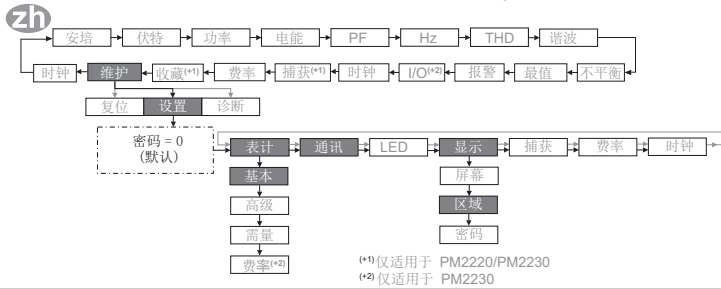 zh
安培 伏特 功率 电能 PF Hz THD 谐波
时钟 维护 收藏(*1) 费率 捕获(*1) 时钟 I/O(*2) 报警 最值 不平衡
复位 设置 诊断
密码 = 0
(默认)
表计 通讯 LED 显示 捕获 费率 时钟
基本 屏幕
高级 区域
需量 密码
费率(*2)
(*1)仅适用于 PM2220/PM2230
(*2)仅适用于 PM2230